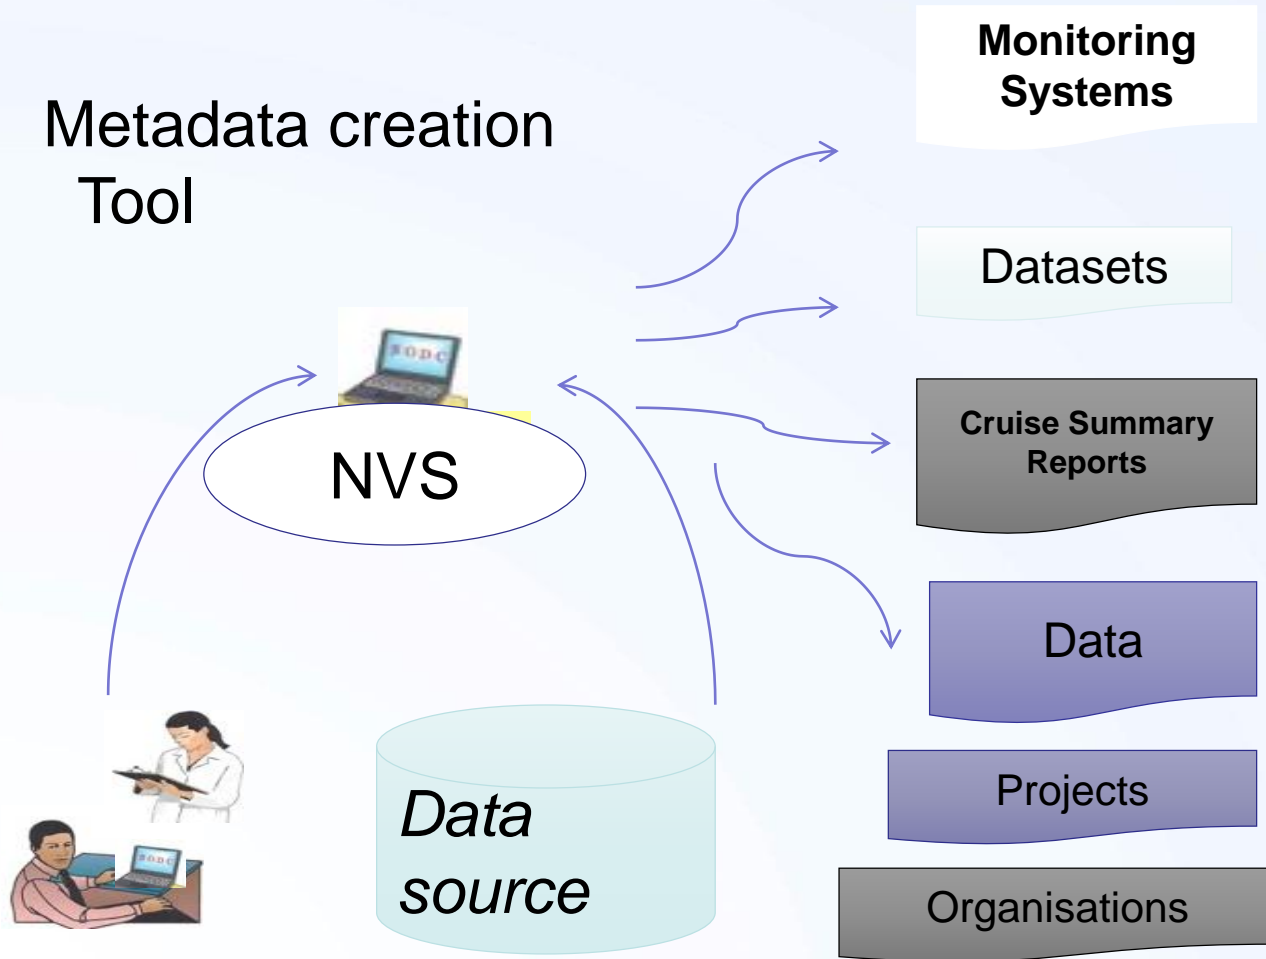 Metadata creation
Tool
Monitoring
Systems
Datasets
Cruise Summary
Reports
NVS
Data
Projects
Data
source
Organisations